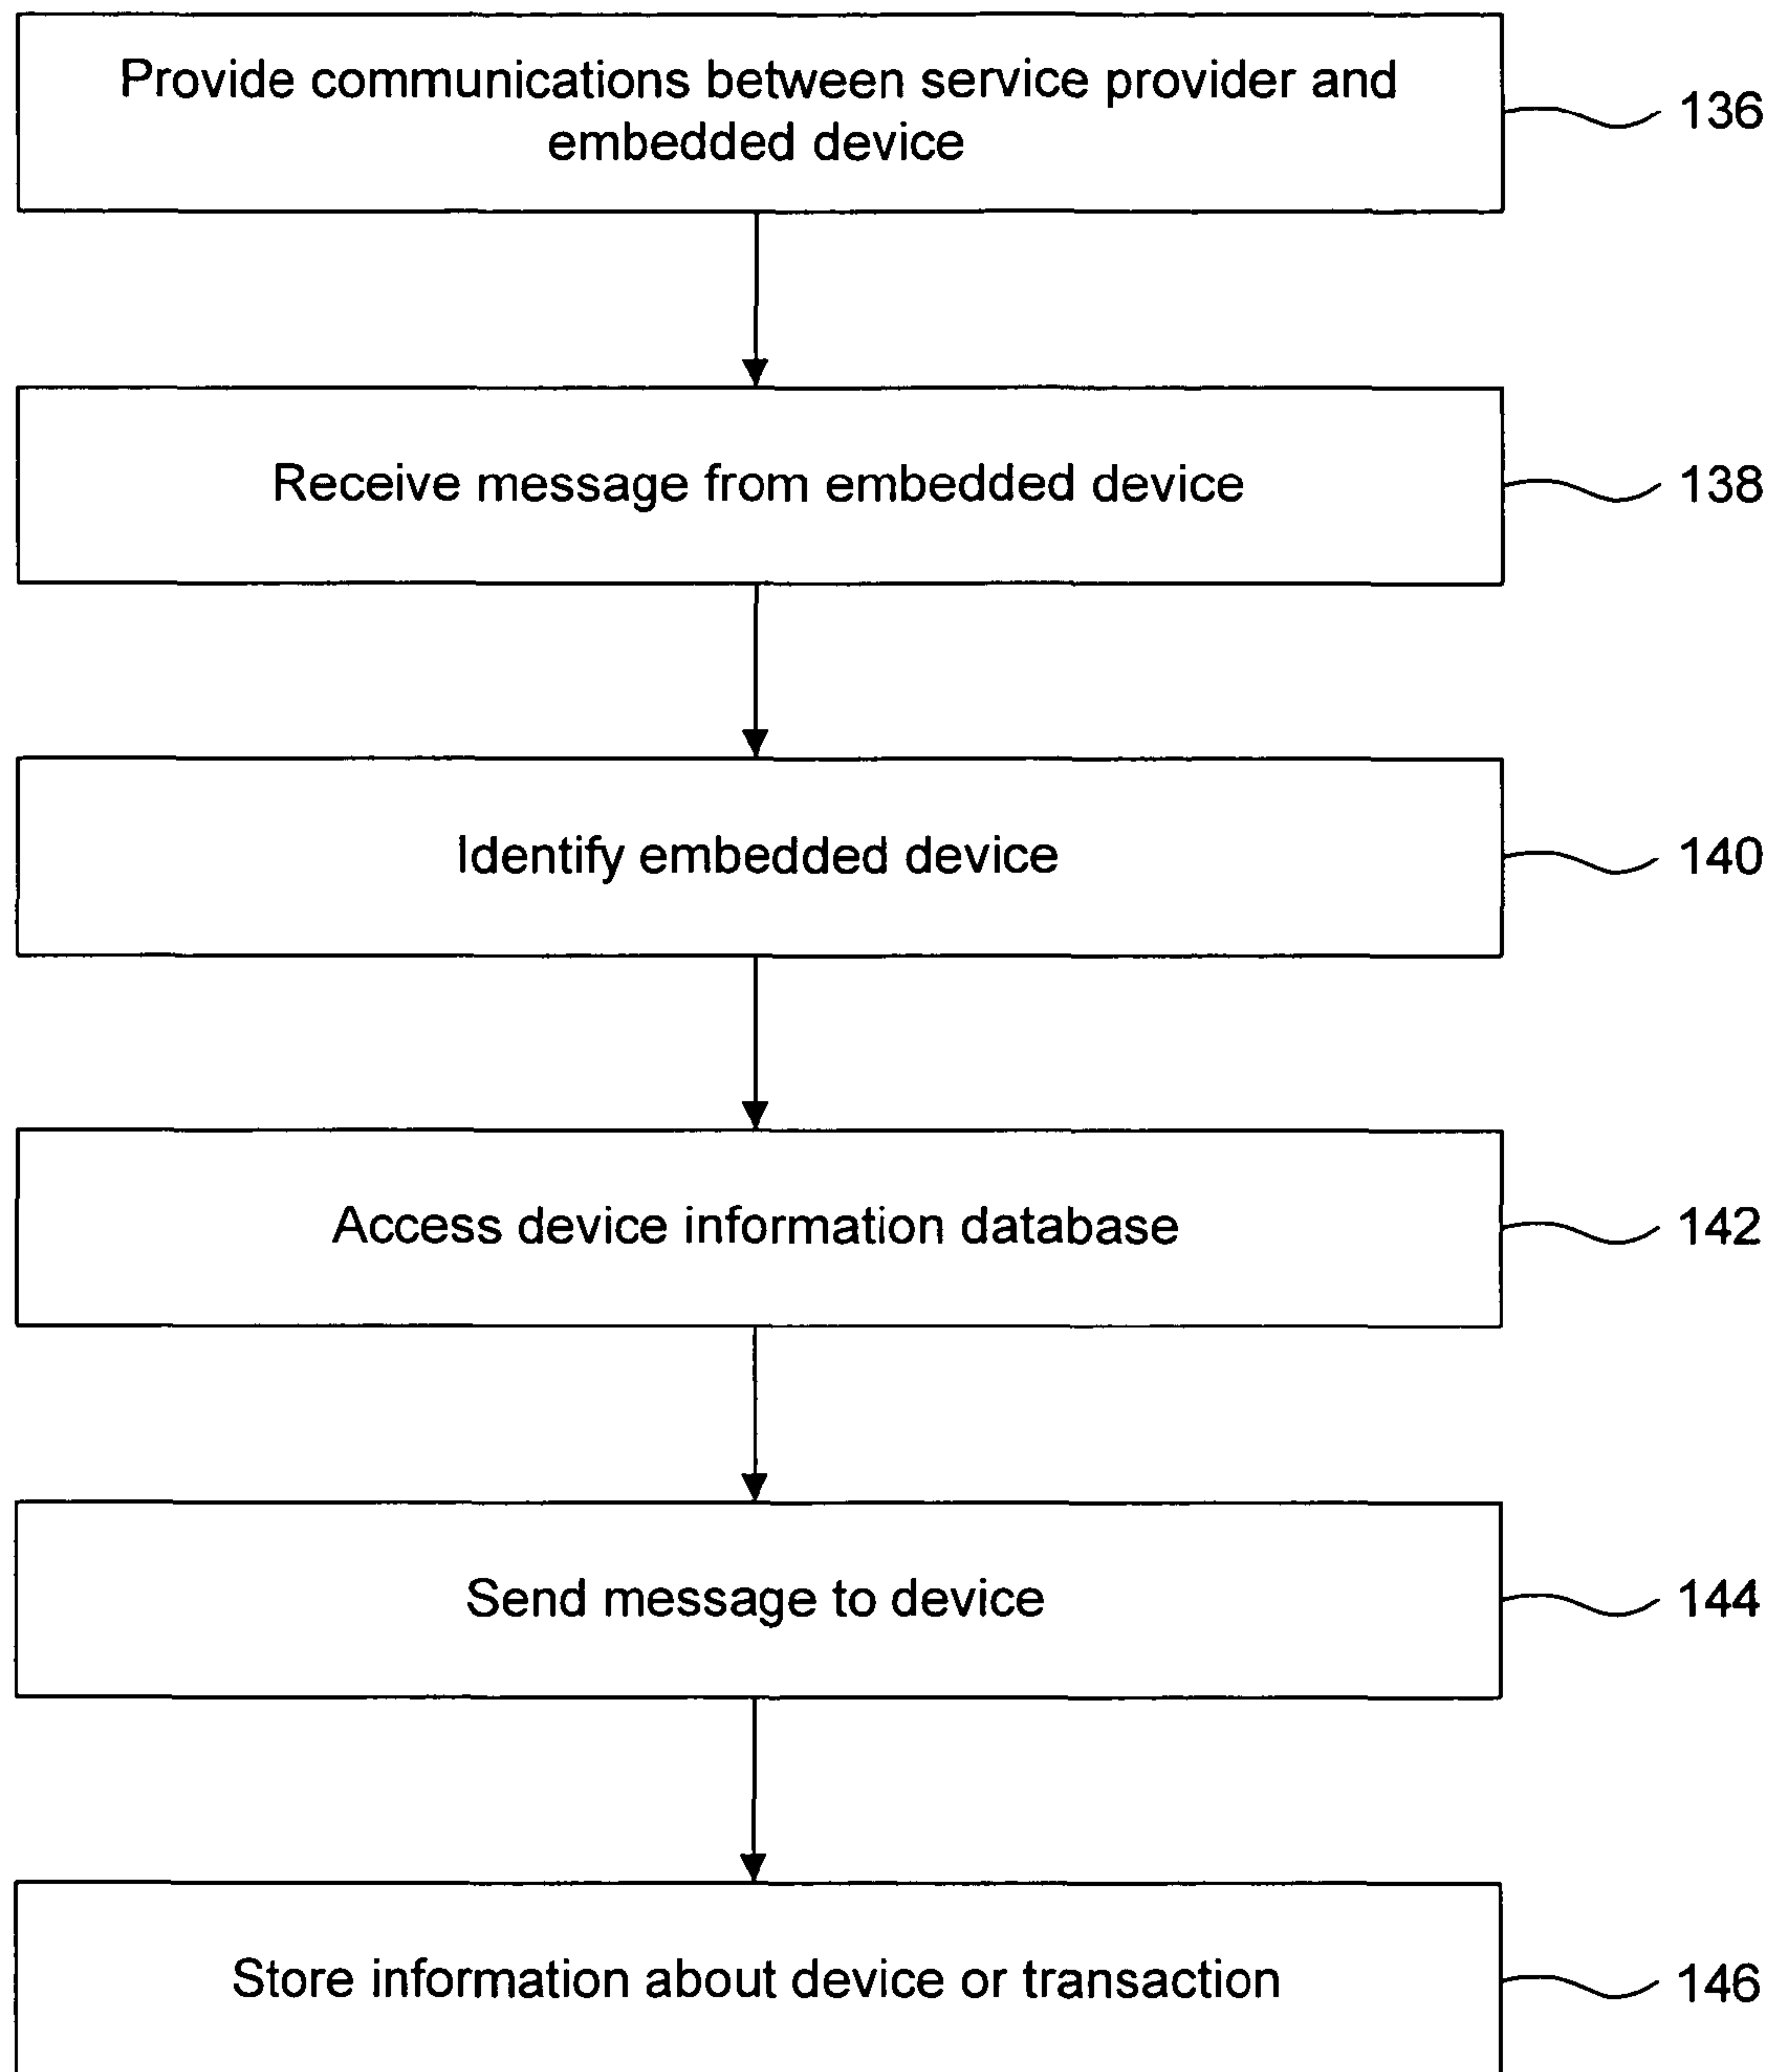 Provide communications between service provider and
embedded device
136
Receive message from embedded device
138
Identify embedded device
140
Access device information database
142
Send message to device
144
Store information about device or transaction
146